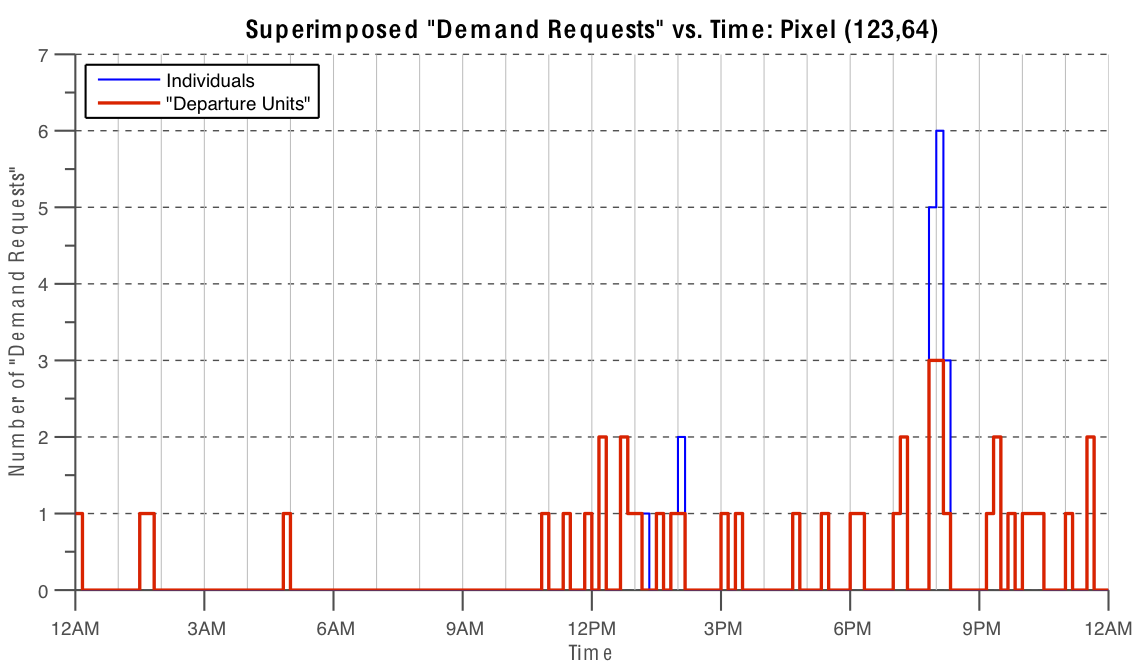 Superimposed "Demand Requests" vs. Time: Pixel (123,64)
Individuals
"Departure Units"
Number of "Demand Requests"
7
6
5
4
3
2
1
0
12AM 3AM 6AM 9AM 12PM 3PM 6PM 9PM 12AM
Time